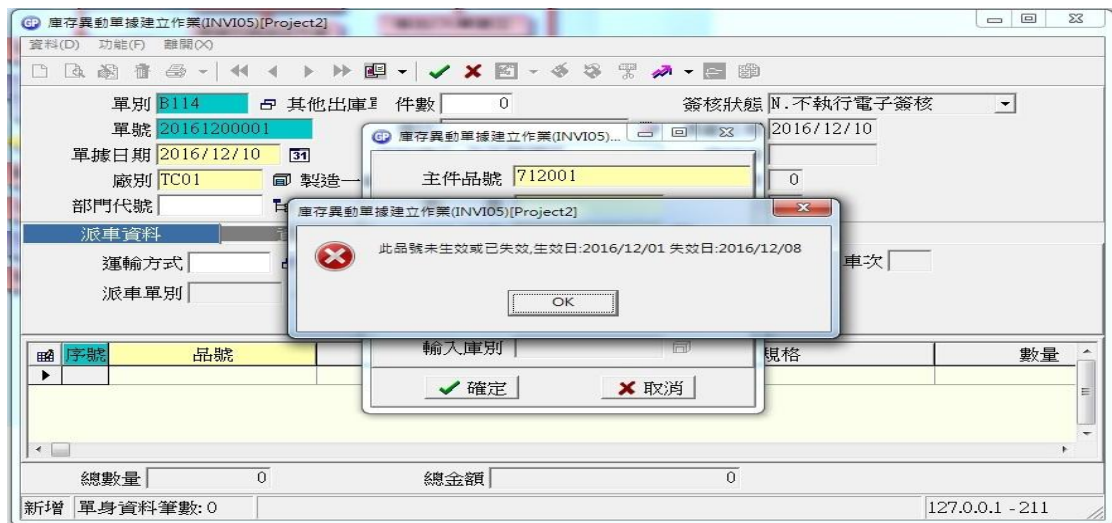 GP 庫存異動單據建立作業(INVI05)[Project2]
資料(D) 功能(F) 離開(X)
單別 B114 其他出庫 件數 0 簽核狀態 N.不執行電子簽核
單號 20161200001 2016/12/10
單據日期 2016/12/10 31
廠別 TC01 製造一 0
部門代號
GP 庫存異動單據建立作業(INVI05)...
主件品號 712001
庫存異動單據建立作業(INVI05)[Project2]
此品號未生效或已失效,生效日:2016/12/01 失效日:2016/12/08
OK
派車資料
運輸方式 車次
派車單別
輸入庫別
確定 取消
序號 品號 規格 數量
總數量 0 總金額 0
新增 單身資料筆數: 0 127.0.0.1 - 211